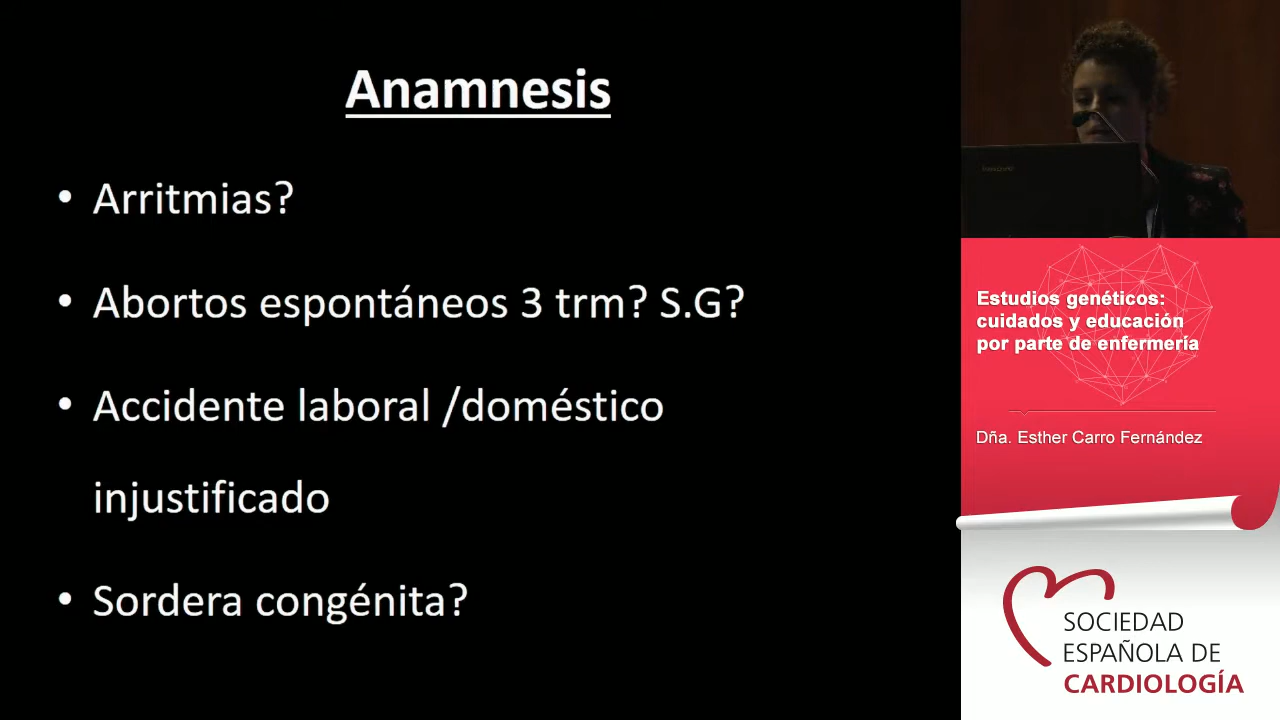 Anamnesis
• Arritmias?
• Abortos espontáneos 3 trm? S.G?
• Accidente laboral /doméstico
injustificado
• Sordera congénita?
Estudios genéticos:
cuidados y educación
por parte de enfermería
Dña. Esther Carro Fernández
SOCIEDAD
ESPAÑOLA DE
CARDIOLOGÍA